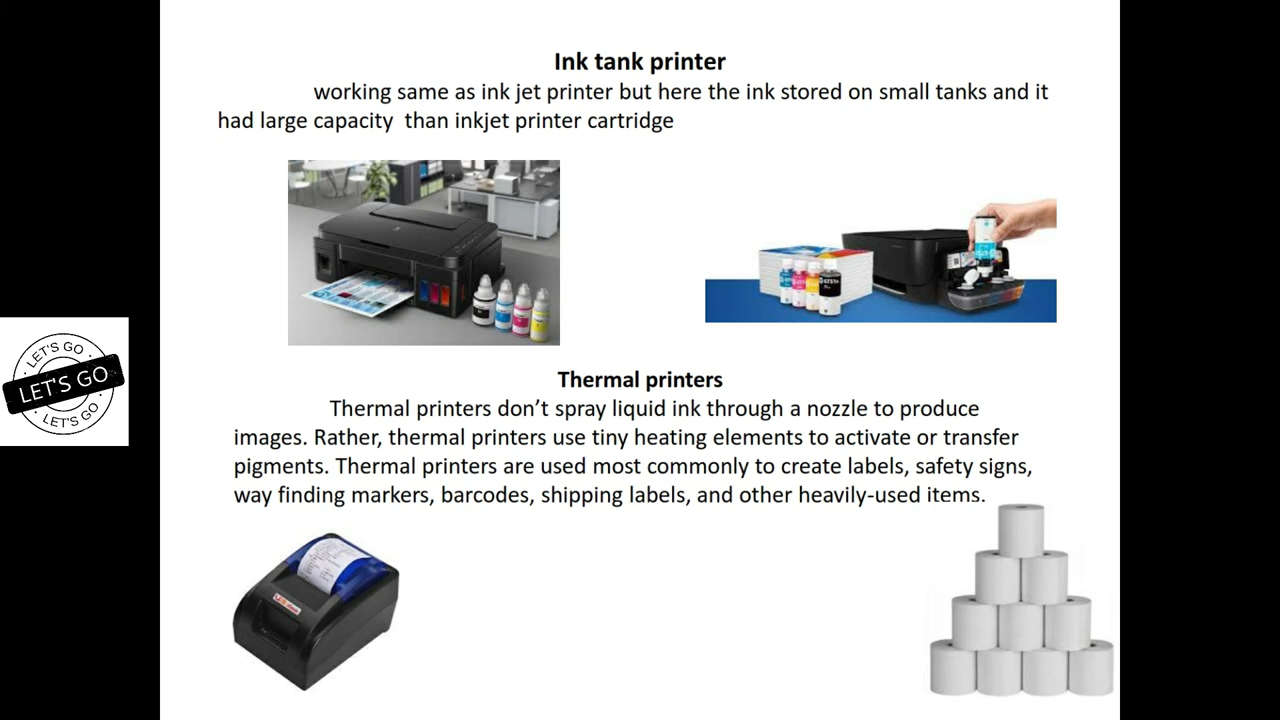 Ink tank printer
working same as ink jet printer but here the ink stored on small tanks and it
had large capacity than inkjet printer cartridge
LET'S GO
LET'S GO
LET'S GO
Thermal printers
Thermal printers don’t spray liquid ink through a nozzle to produce
images. Rather, thermal printers use tiny heating elements to activate or transfer
pigments. Thermal printers are used most commonly to create labels, safety signs,
way finding markers, barcodes, shipping labels, and other heavily-used items.